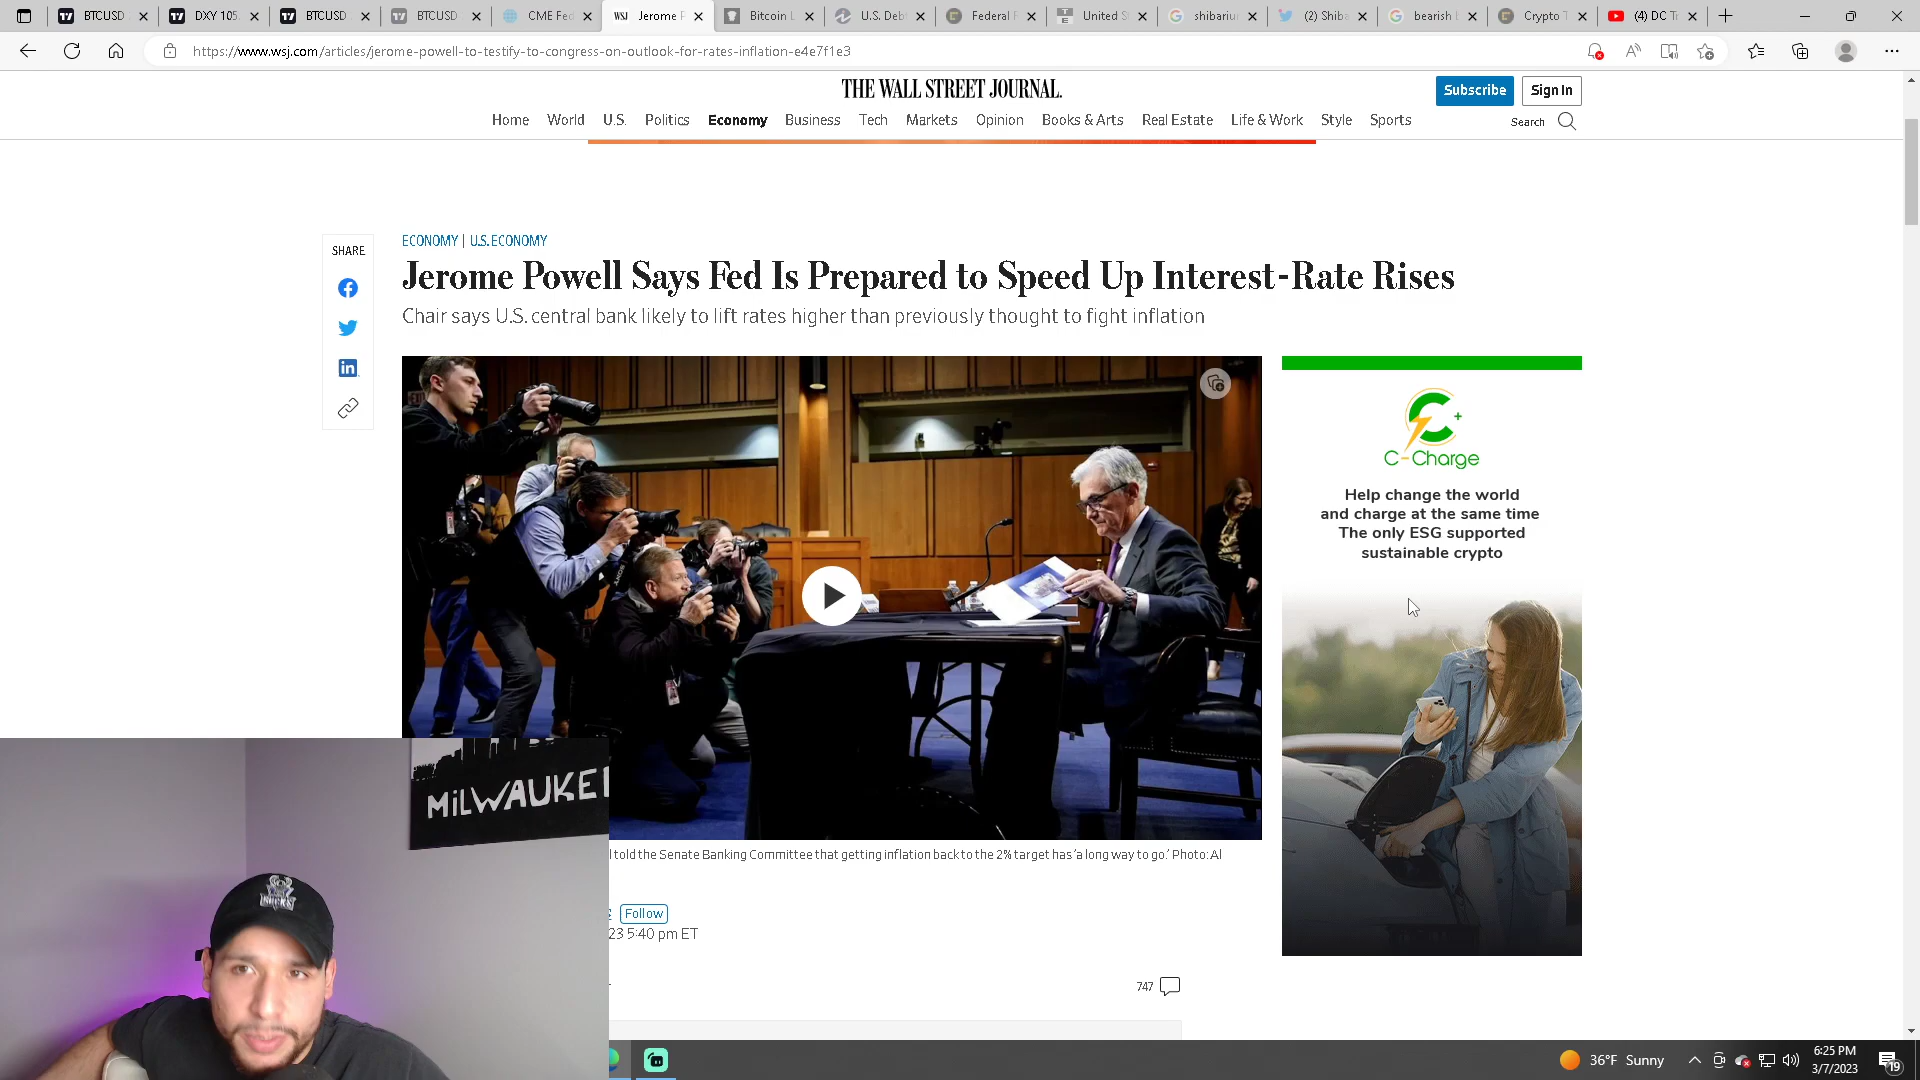 BTCUSD
DXY 105.
BTCUSD
BTCUSD
CME Fed
WSJ Jerome P
Bitcoin L
U.S. Deb
Federal F
United S
shibariu
(2) Shiba
bearish
Crypto T
(4) DC Tr
https://www.wsj.com/articles/jerome-powell-to-testify-to-congress-on-outlook-for-rates-inflation-e4e7f1e3
THE WALL STREET JOURNAL.
Subscribe
Sign In
Home World U.S. Politics Economy Business Tech Markets Opinion Books & Arts Real Estate Life & Work Style Sports
Search
SHARE
ECONOMY | U.S. ECONOMY
Jerome Powell Says Fed Is Prepared to Speed Up Interest-Rate Rises
Chair says U.S. central bank likely to lift rates higher than previously thought to fight inflation
C-Charge
Help change the world
and charge at the same time
The only ESG supported
sustainable crypto
MILWAUKE
l told the Senate Banking Committee that getting inflation back to the 2% target has ‘a long way to go.’ Photo: Al
Follow
23 5:40 pm ET
747
BUCKS
36°F Sunny
6:25 PM
3/7/2023
19